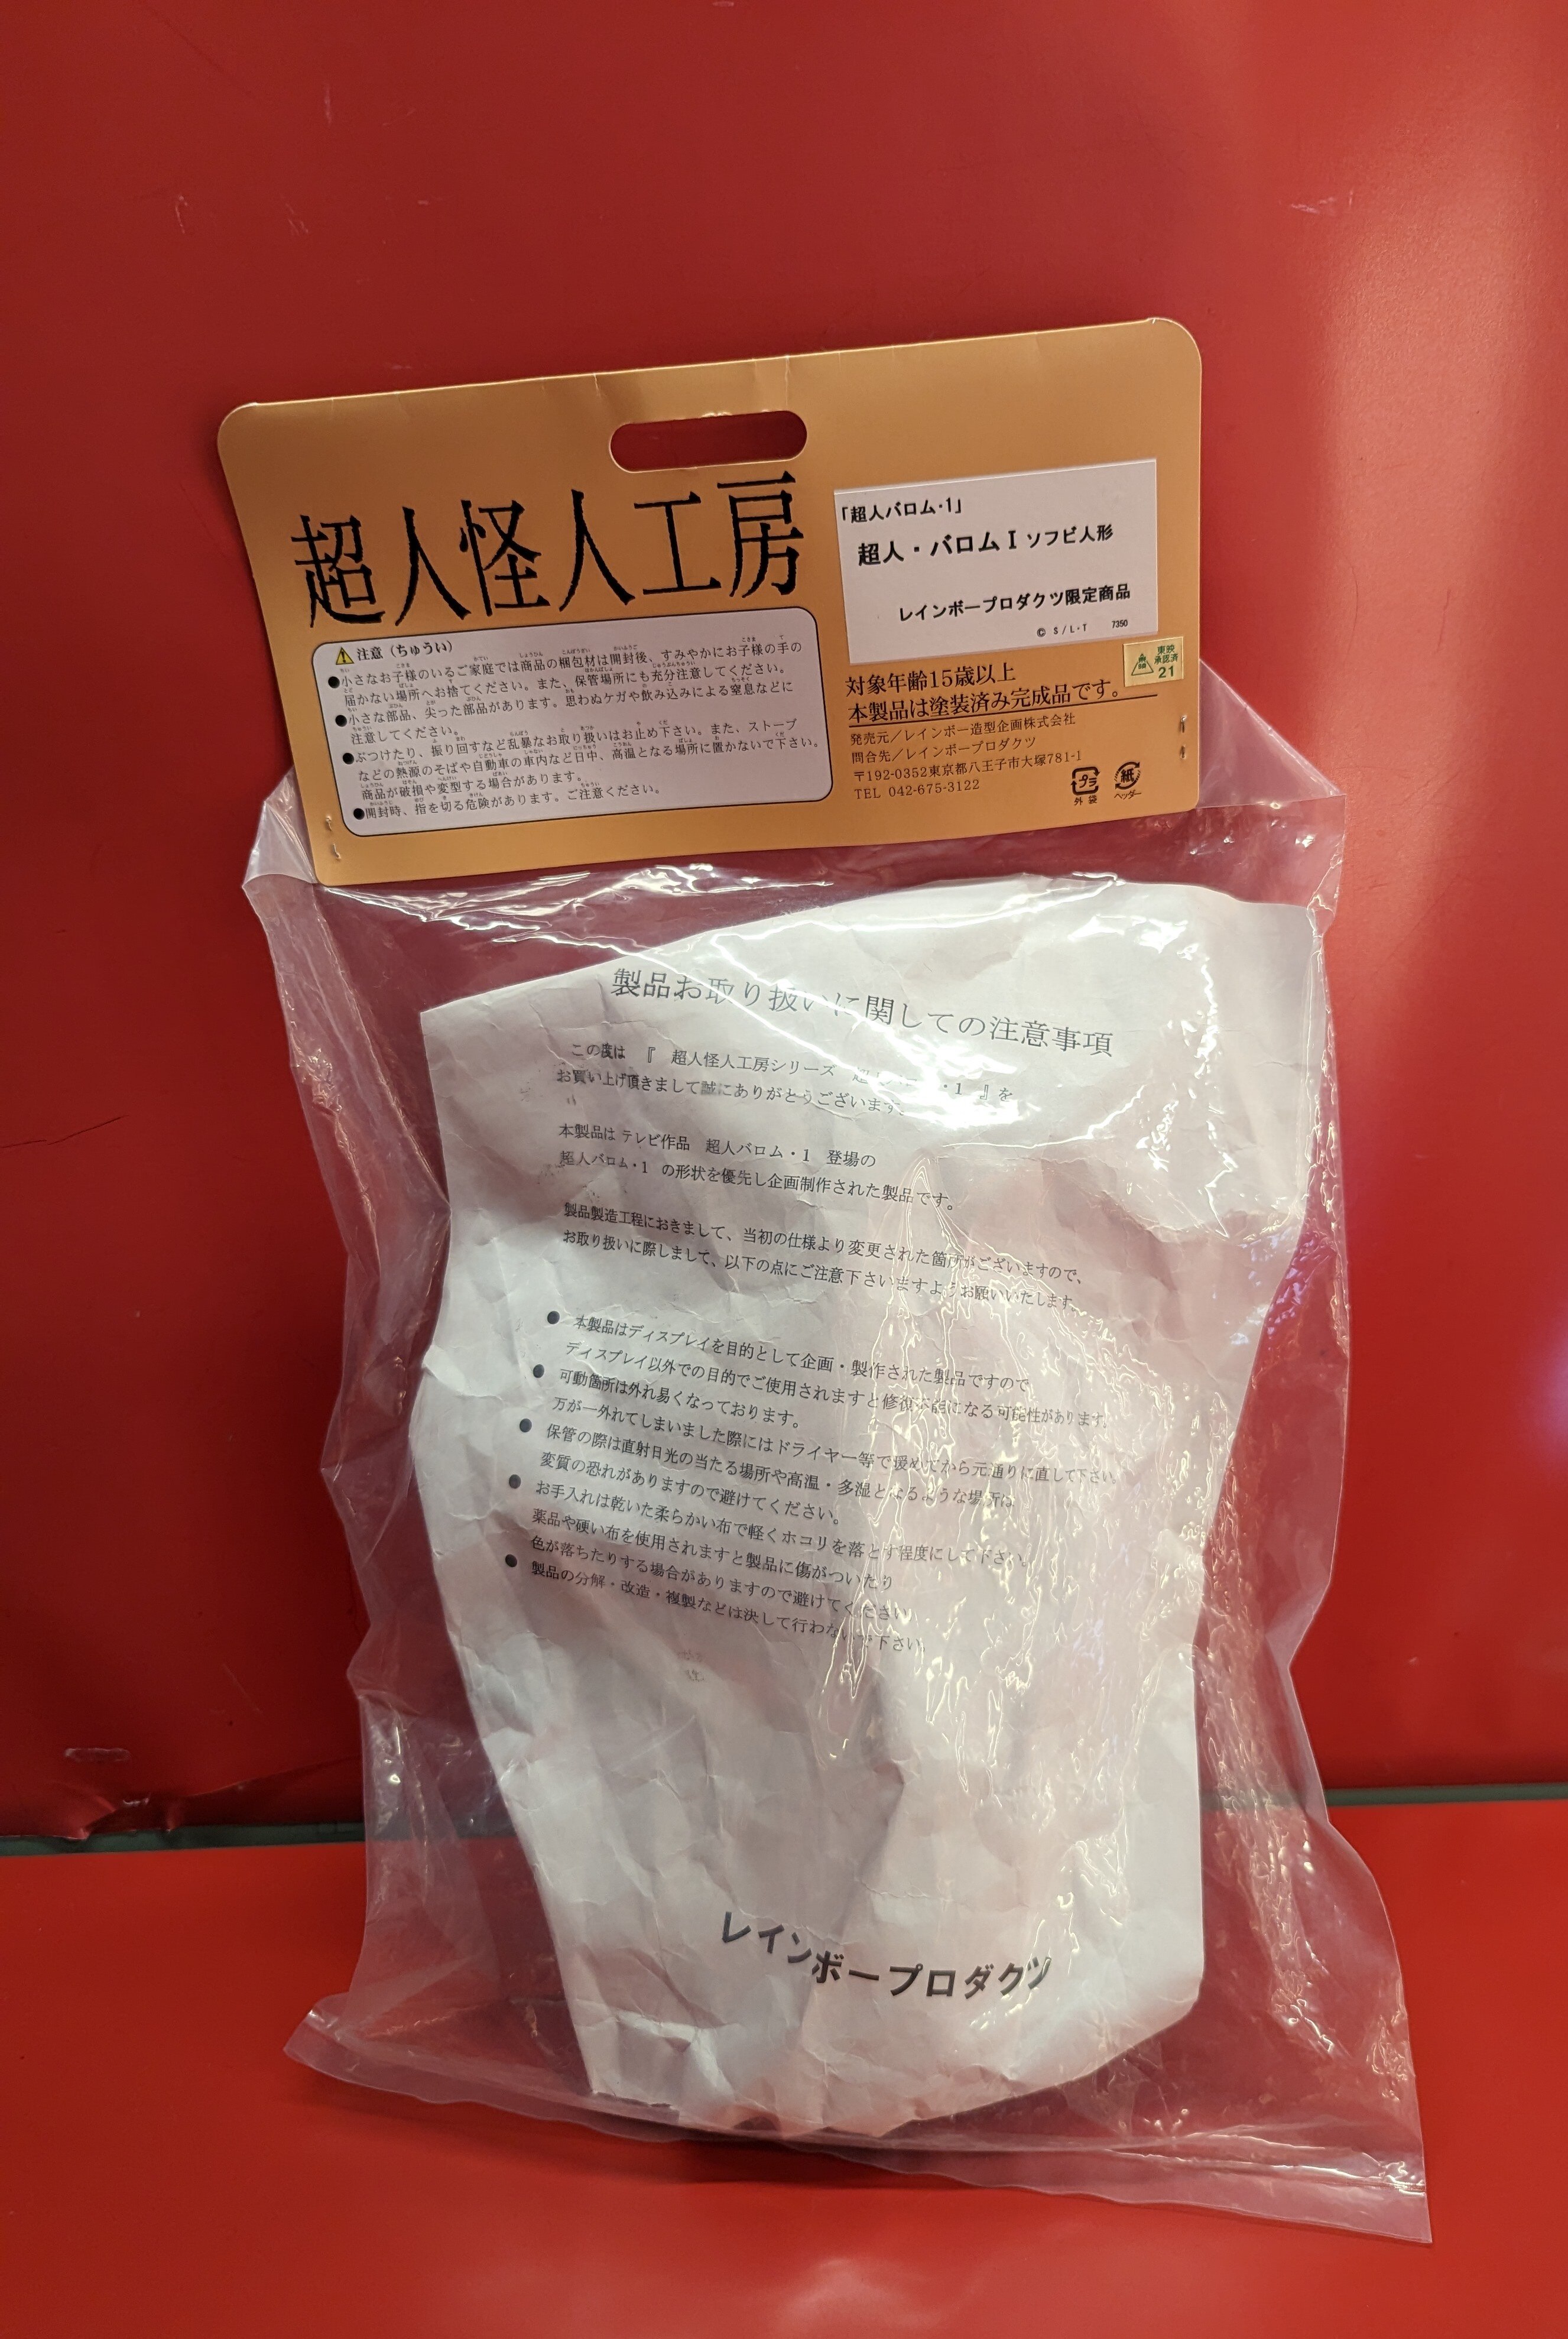 超人怪人工房
注意（ちゅうい）
●小さなお子様のいるご家庭では商品の梱包材は開封後、すみやかにお子様の手の
届かない場所へお捨てください。また、保管場所にも充分注意してください。
●小さな部品、尖った部品があります。思わぬケガや飲み込みによる窒息などに
注意してください。
●ぶつけたり、振り回すなど乱暴なお取り扱いはお止め下さい。また、ストーブ
などの熱源のそばや自動車の車内など日中、高温となる場所に置かないで下さい。
商品が破損や変型する場合があります。
●開封時、指を切る危険があります。ご注意ください。
「超人バロム・1」
超人・バロムⅠソフビ人形
レインボープロダクツ限定商品
© S/L・T 7350
東映
承認済
21
対象年齢15歳以上
本製品は塗装済み完成品です。
発売元／レインボー造型企画株式会社
問合先／レインボープロダクツ
〒192-0352東京都八王子市大塚781-1
TEL 042-675-3122
プラ
外袋
紙
ヘッダー
製品お取り扱いに関しての注意事項
この度は 『 超人怪人工房シリーズ 超人バロム・1 』を
お買い上げ頂きまして誠にありがとうございます。
本製品は テレビ作品 超人バロム・1 登場の
超人バロム・1 の形状を優先し企画制作された製品です。
製品製造工程におきまして、当初の仕様より変更された箇所がございますので、
お取り扱いに際しまして、以下の点にご注意下さいますようお願いいたします。
● 本製品はディスプレイを目的として企画・製作された製品ですので
ディスプレイ以外での目的でご使用されますと修復不能になる可能性があります。
● 可動箇所は外れ易くなっております。
万が一外れてしまいました際にはドライヤー等で暖めてから元通りに直して下さい。
● 保管の際は直射日光の当たる場所や高温・多湿となるような場所は
変質の恐れがありますので避けてください。
● お手入れは乾いた柔らかい布で軽くホコリを落とす程度にして下さい。
薬品や硬い布を使用されますと製品に傷がついたり
色が落ちたりする場合がありますので避けてください。
● 製品の分解・改造・複製などは決して行わないで下さい。
レインボープロダクツ